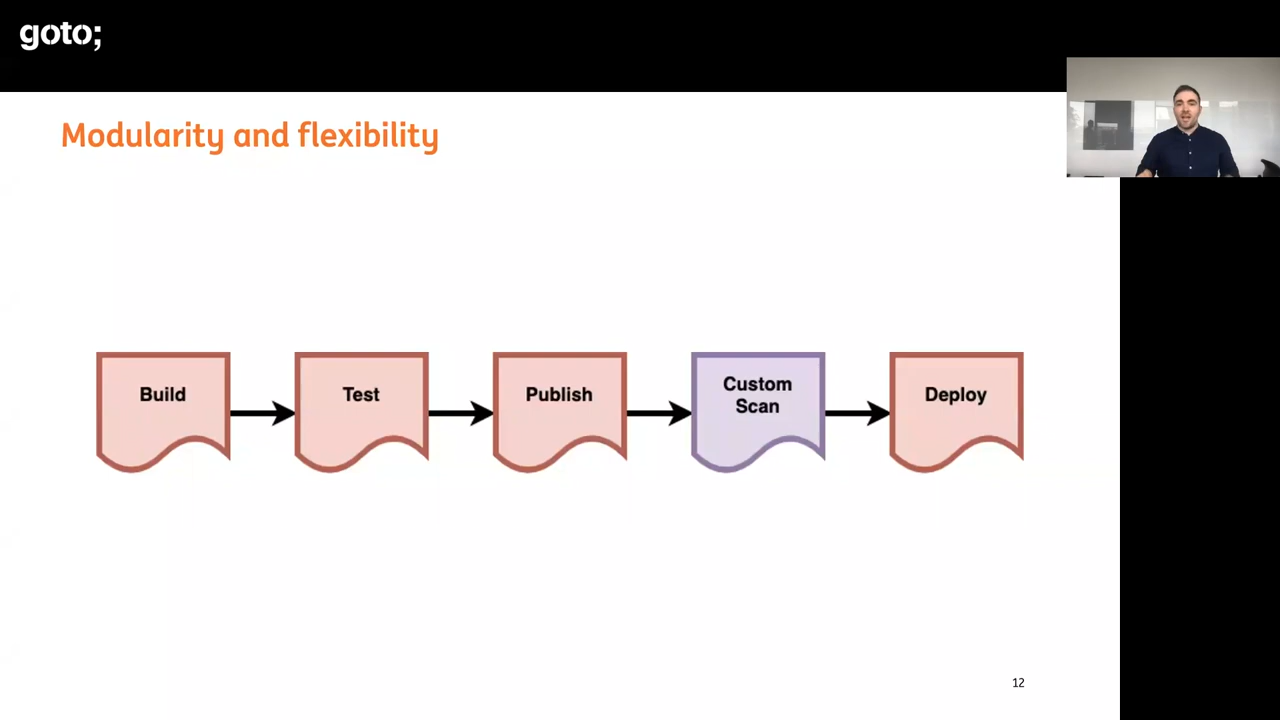 goto;
Modularity and flexibility
Build
Test
Publish
Custom
Scan
Deploy
12